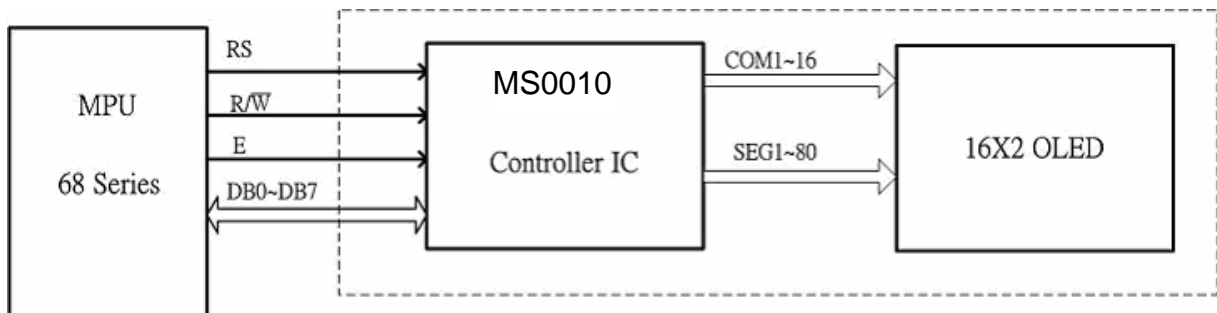 MPU
68 Series
RS
R/W̅
E
DB0~DB7
MS0010
Controller IC
COM1~16
SEG1~80
16X2 OLED